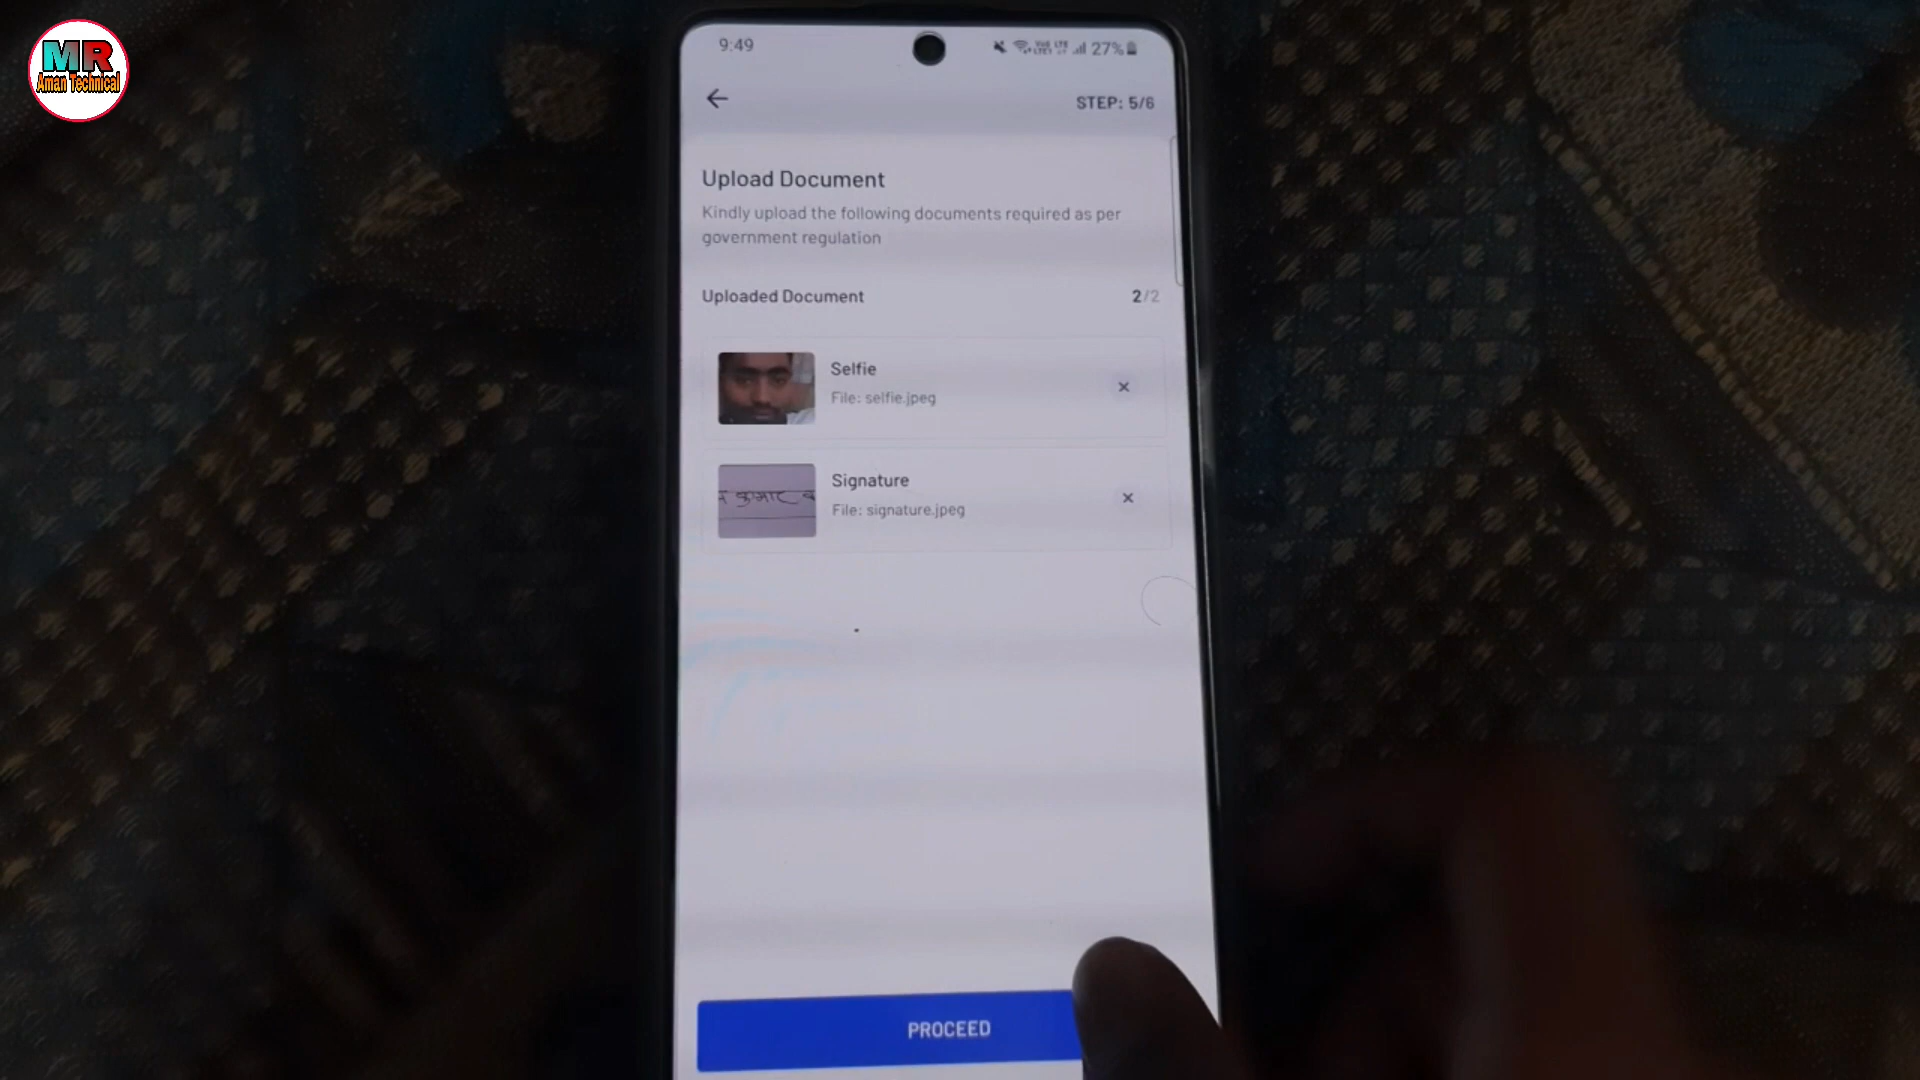 MR
Aman Technical
9:49
27%
STEP: 5/6
Upload Document
Kindly upload the following documents required as per
government regulation
Uploaded Document 2/2
Selfie
File: selfie.jpeg
कुमार
Signature
File: signature.jpeg
PROCEED